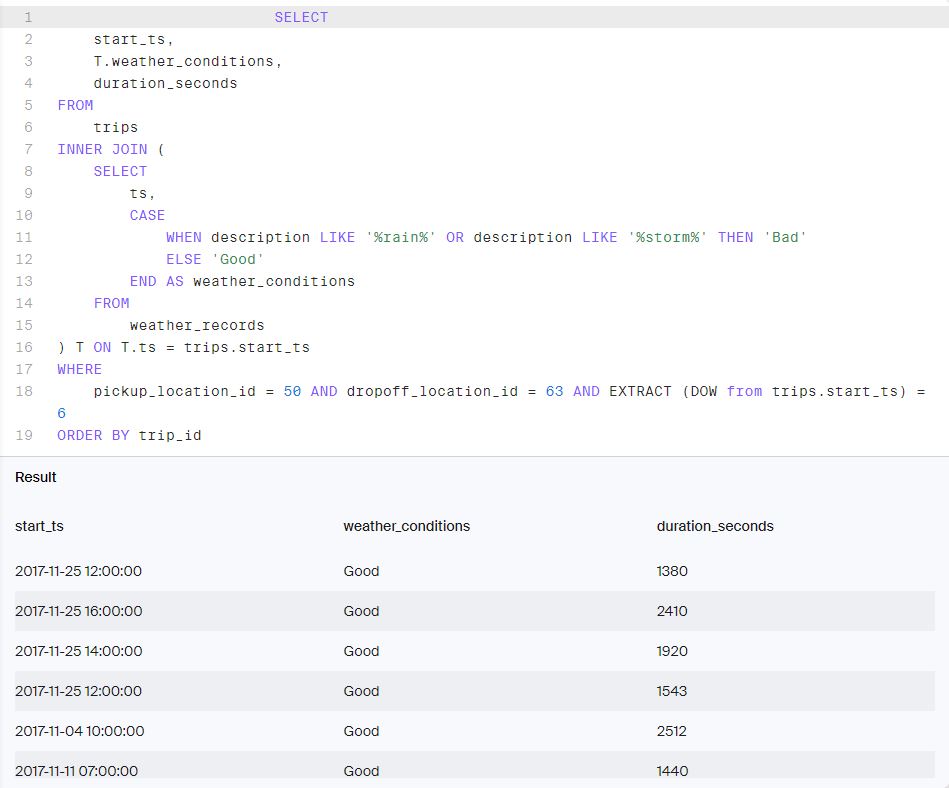 1 SELECT
2 start_ts,
3 T.weather_conditions,
4 duration_seconds
5 FROM
6 trips
7 INNER JOIN (
8 SELECT
9 ts,
10 CASE
11 WHEN description LIKE '%rain%' OR description LIKE '%storm%' THEN 'Bad'
12 ELSE 'Good'
13 END AS weather_conditions
14 FROM
15 weather_records
16 ) T ON T.ts = trips.start_ts
17 WHERE
18 pickup_location_id = 50 AND dropoff_location_id = 63 AND EXTRACT (DOW from trips.start_ts) =
6
19 ORDER BY trip_id
Result
start_ts weather_conditions duration_seconds
2017-11-25 12:00:00 Good 1380
2017-11-25 16:00:00 Good 2410
2017-11-25 14:00:00 Good 1920
2017-11-25 12:00:00 Good 1543
2017-11-04 10:00:00 Good 2512
2017-11-11 07:00:00 Good 1440